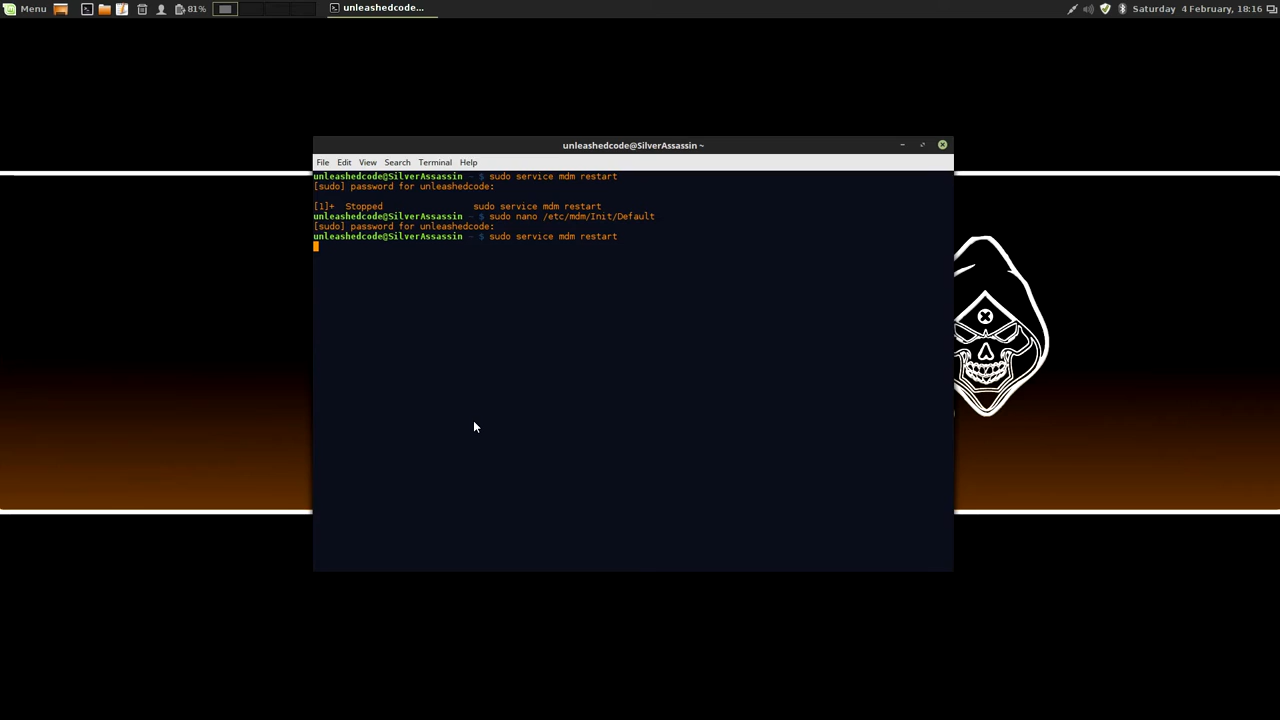 Menu
81%
unleashedcode...
Saturday 4 February, 18:16
unleashedcode@SilverAssassin ~
File Edit View Search Terminal Help
unleashedcode@SilverAssassin ~ $ sudo service mdm restart
[sudo] password for unleashedcode:
[1]+ Stopped sudo service mdm restart
unleashedcode@SilverAssassin ~ $ sudo nano /etc/mdm/Init/Default
[sudo] password for unleashedcode:
unleashedcode@SilverAssassin ~ $ sudo service mdm restart